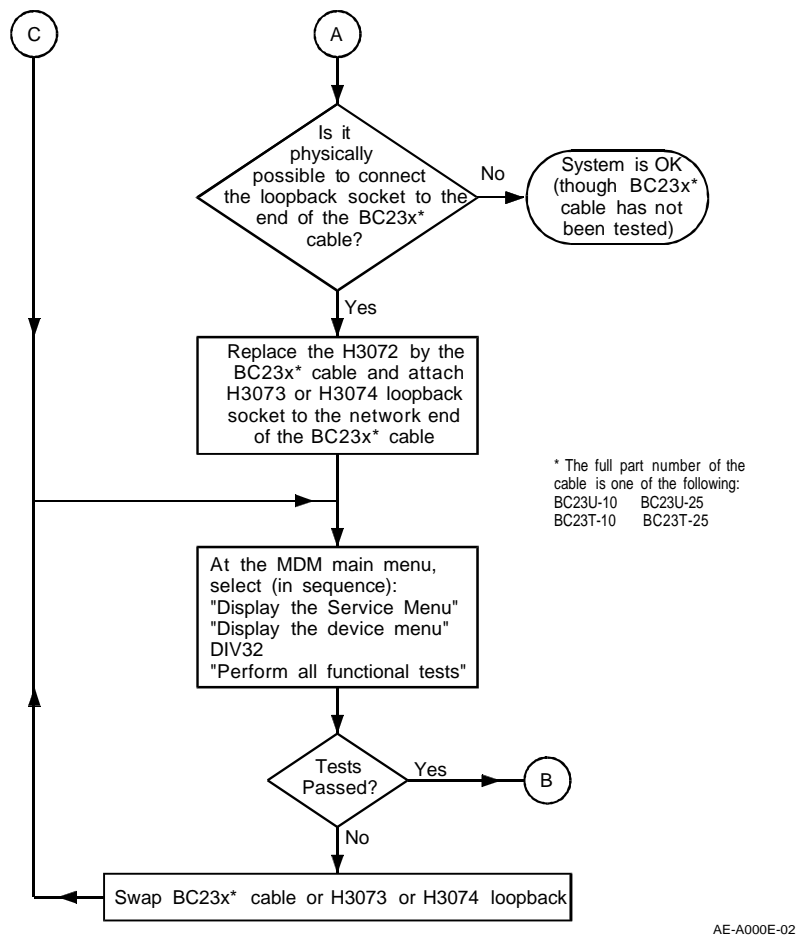 C
A
Is it
physically
possible to connect
the loopback socket to the
end of the BC23x*
cable?
No
System is OK
(though BC23x*
cable has not
been tested)
Yes
Replace the H3072 by the
BC23x* cable and attach
H3073 or H3074 loopback
socket to the network end
of the BC23x* cable
* The full part number of the
cable is one of the following:
BC23U-10 BC23U-25
BC23T-10 BC23T-25
At the MDM main menu,
select (in sequence):
"Display the Service Menu"
"Display the device menu"
DIV32
"Perform all functional tests"
Tests
Passed?
Yes
B
No
Swap BC23x* cable or H3073 or H3074 loopback
AE-A000E-02